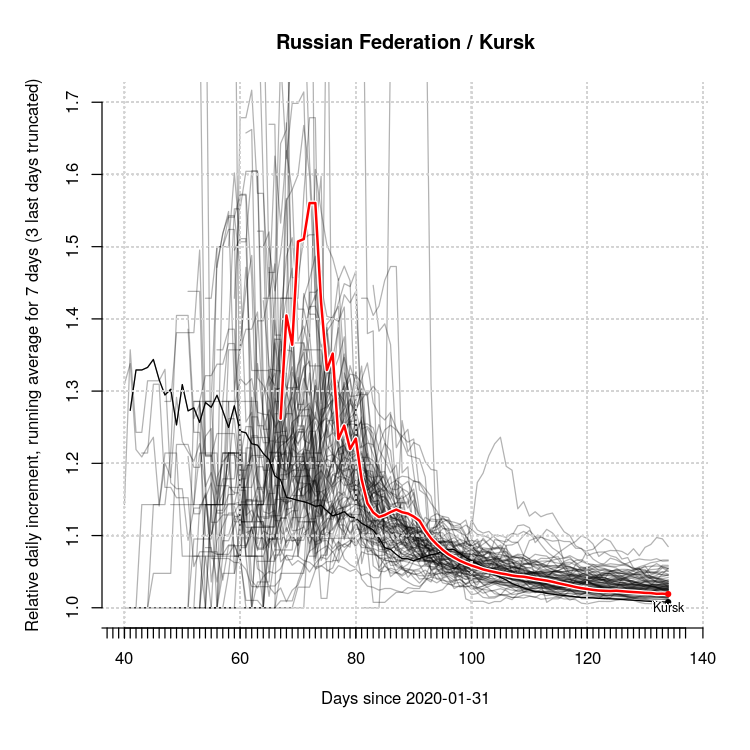 Russian Federation / Kursk
Relative daily increment, running average for 7 days (3 last days truncated)
1.7
1.6
1.5
1.4
1.3
1.2
1.1
1.0
Kursk
40 60 80 100 120 140
Days since 2020-01-31